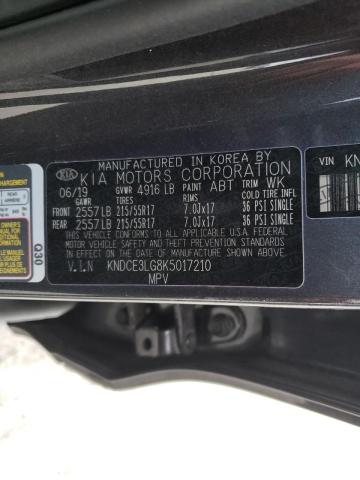 MANUFACTURED IN KOREA BY
KIA KIA MOTORS CORPORATION
06/19 GVWR 4916 LB PAINT ABT TRIM WK
GAWR TIRES RIMS COLD TIRE INFL
FRONT 2557LB 215/55R17 7.0Jx17 36 PSI SINGLE
REAR 2557LB 215/55R17 7.0Jx17 36 PSI SINGLE
THIS VEHICLE CONFORMS TO ALL APPLICABLE U.S.A FEDERAL
MOTOR VEHICLE SAFETY, BUMPER, AND THEFT PREVENTION STANDARDS
IN EFFECT ON THE DATE OF MANUFACTURE SHOWN ABOVE.
V.I.N KNDCE3LG8K5017210
MPV
Q30
VIN KN